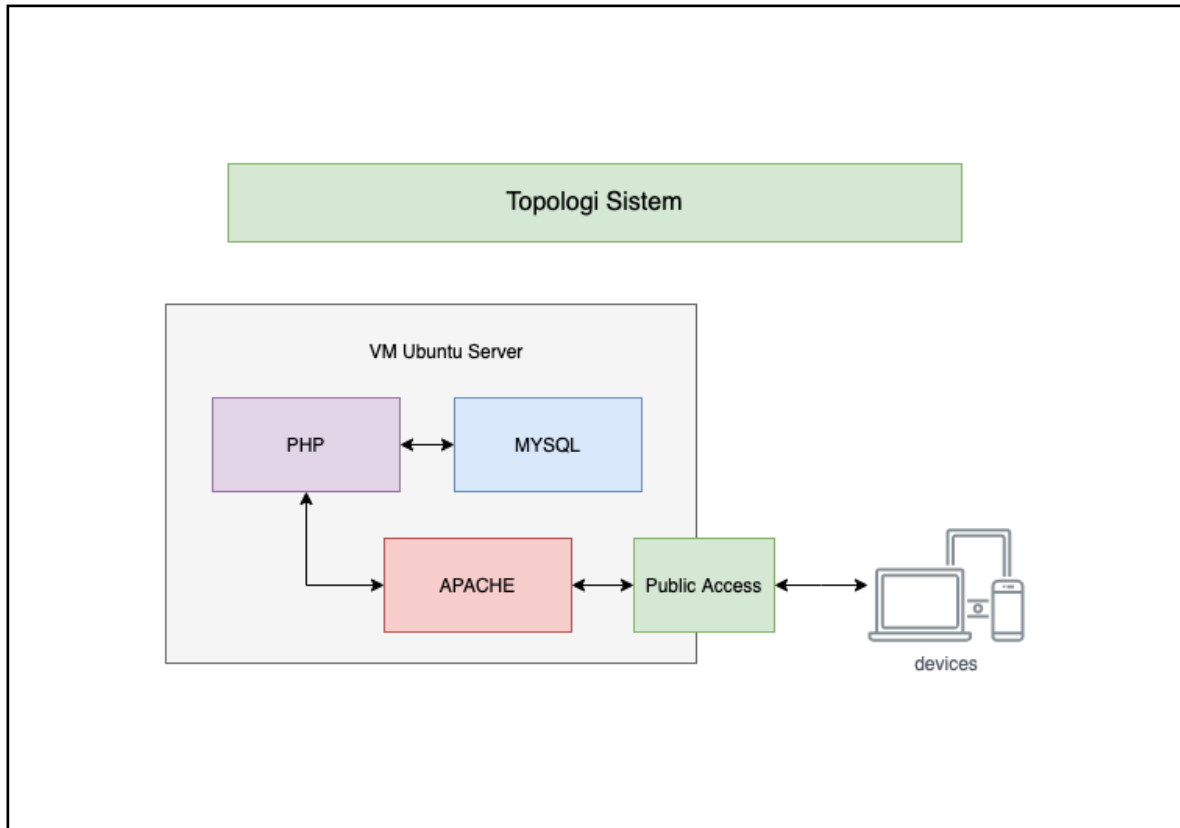 Topologi Sistem
VM Ubuntu Server
PHP
MYSQL
APACHE
Public Access
devices